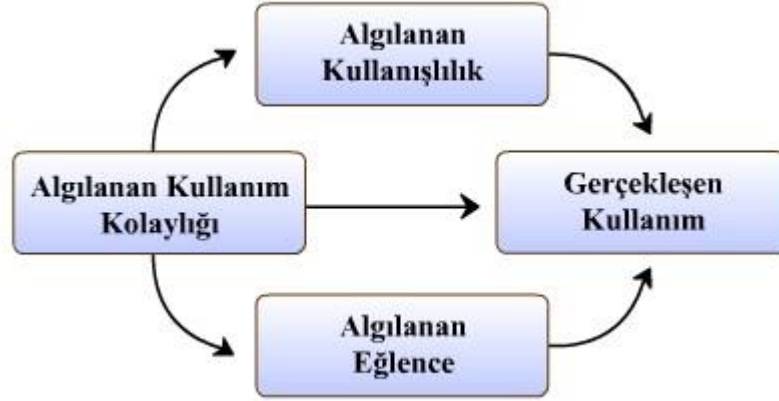 Algılanan
Kullanışlılık
Algılanan Kullanım
Kolaylığı
Gerçekleşen
Kullanım
Algılanan
Eğlence